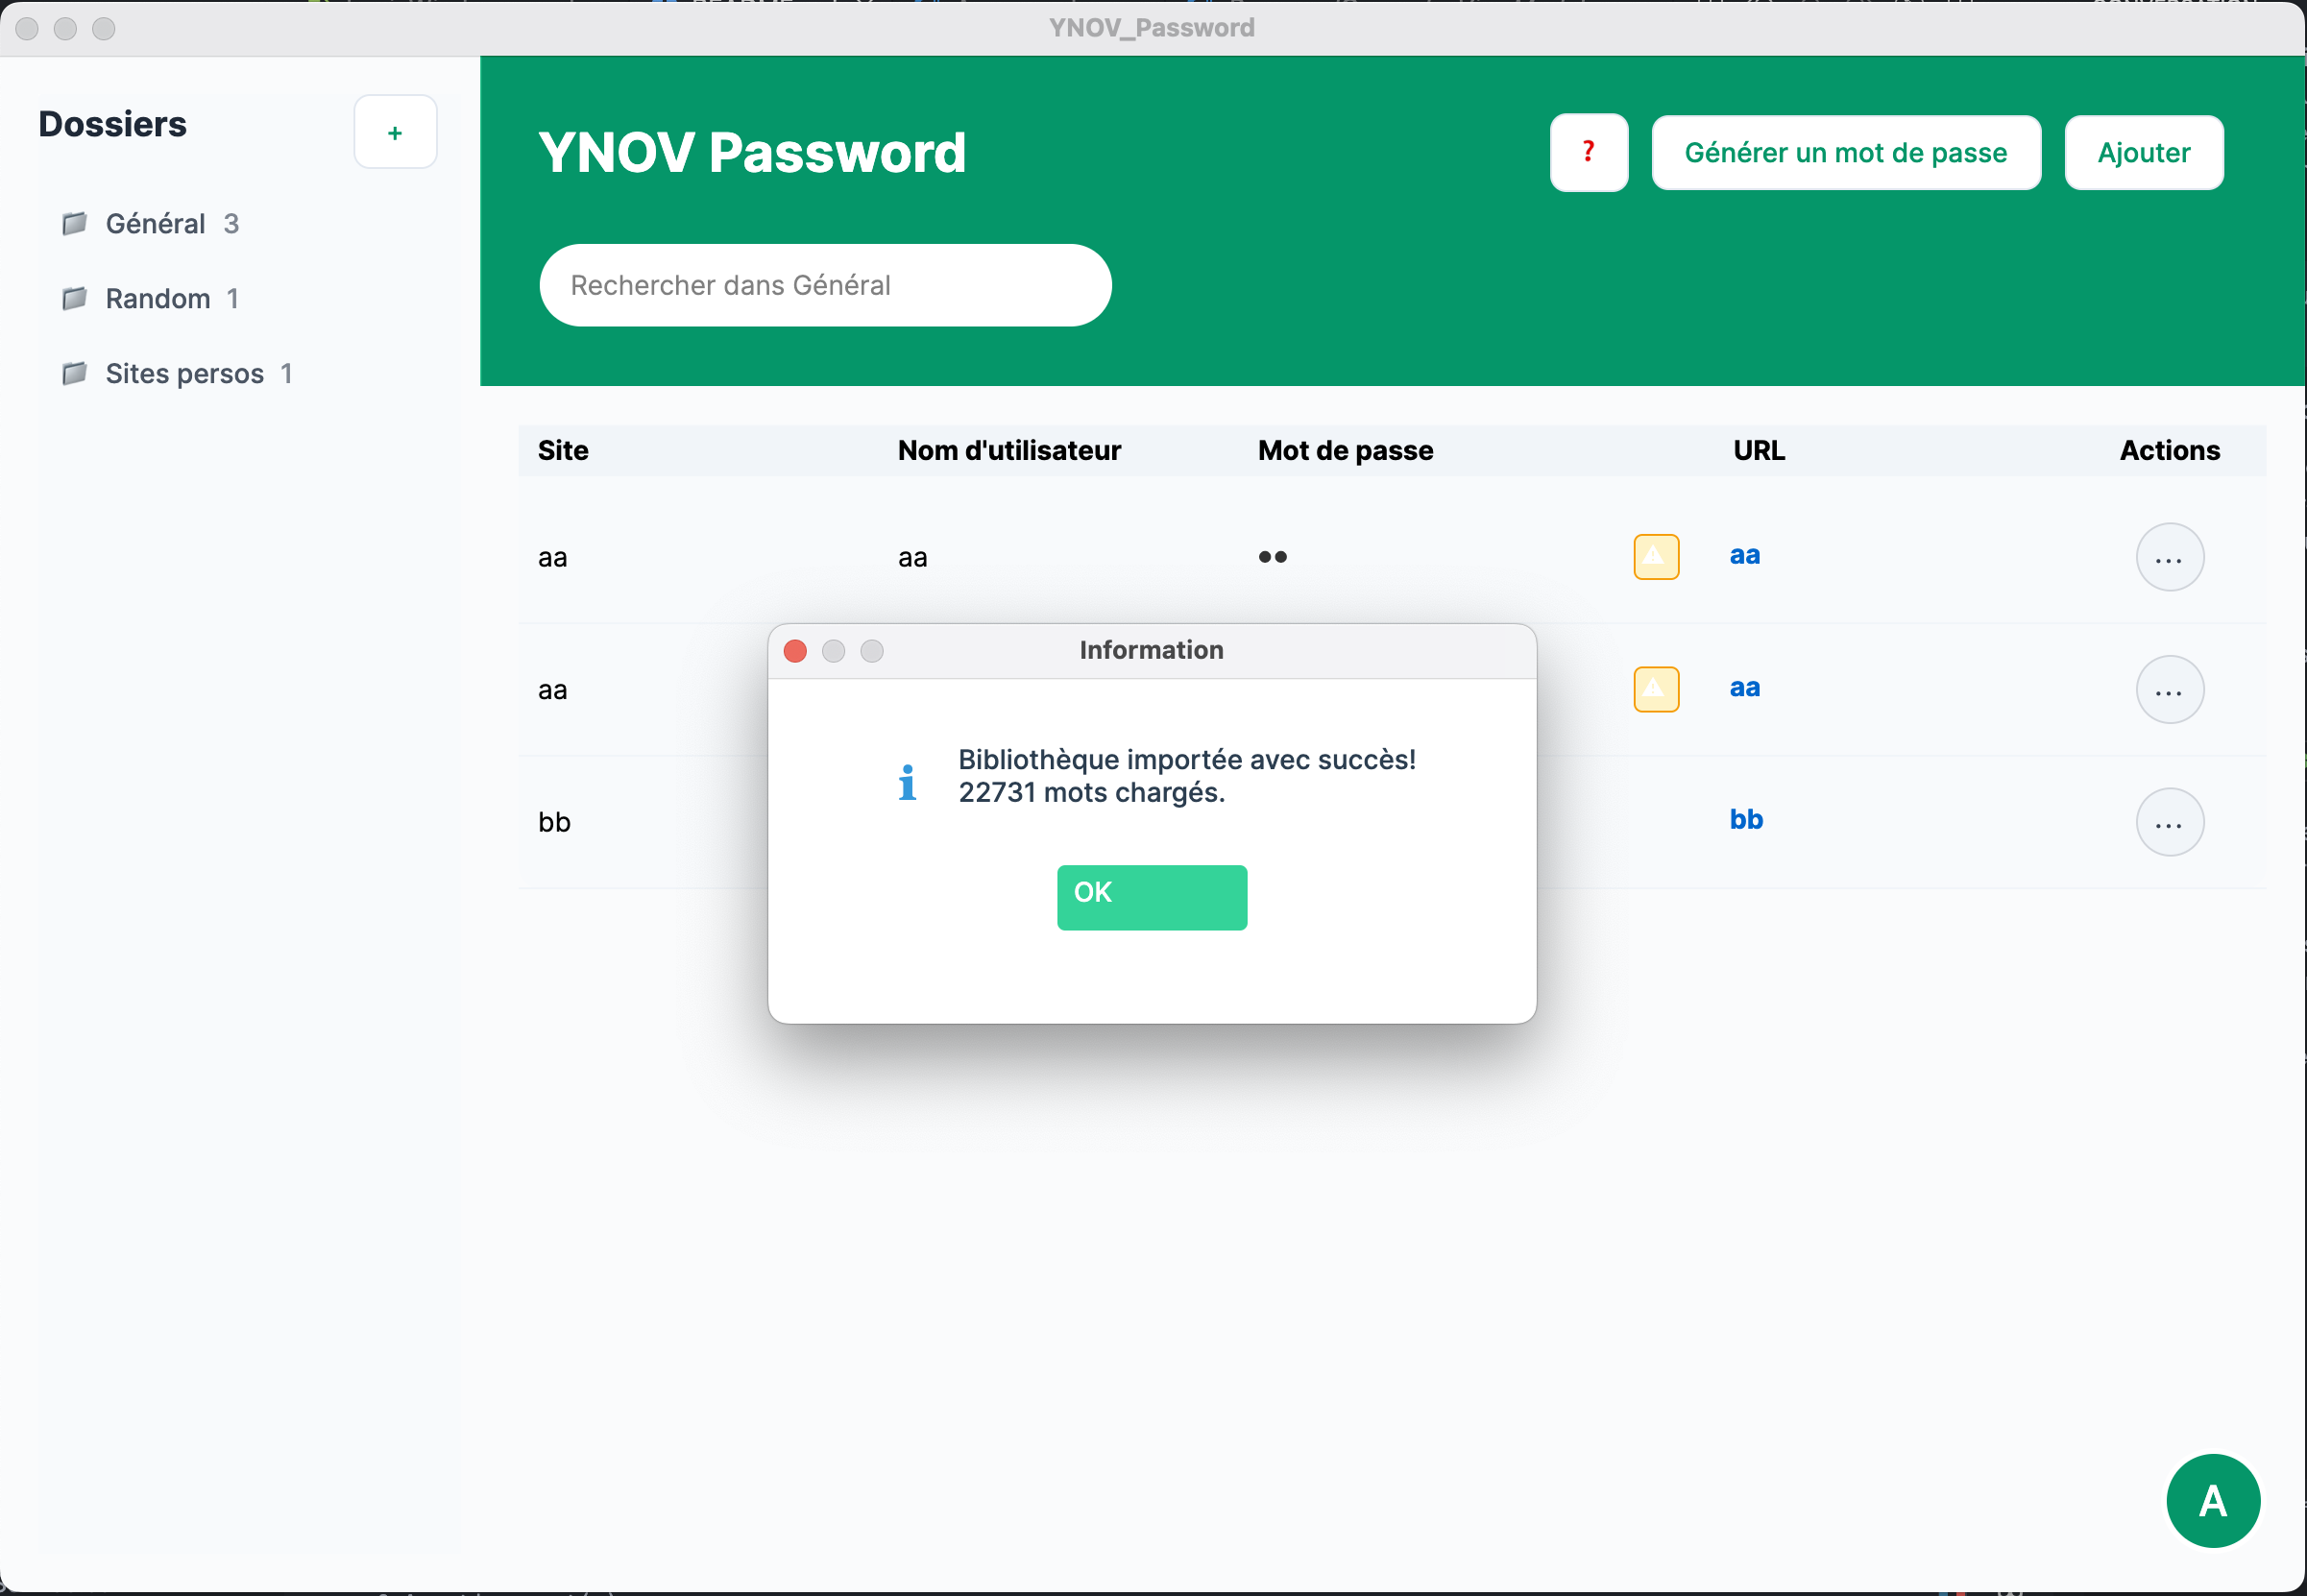 YNOV_Password
Dossiers
+
Général 3
Random 1
Sites persos 1
YNOV Password
?
Générer un mot de passe
Ajouter
Rechercher dans Général
Site Nom d'utilisateur Mot de passe URL Actions
aa aa •• aa ...
aa aa ...
bb bb ...
Information
Bibliothèque importée avec succès!
22731 mots chargés.
OK
A